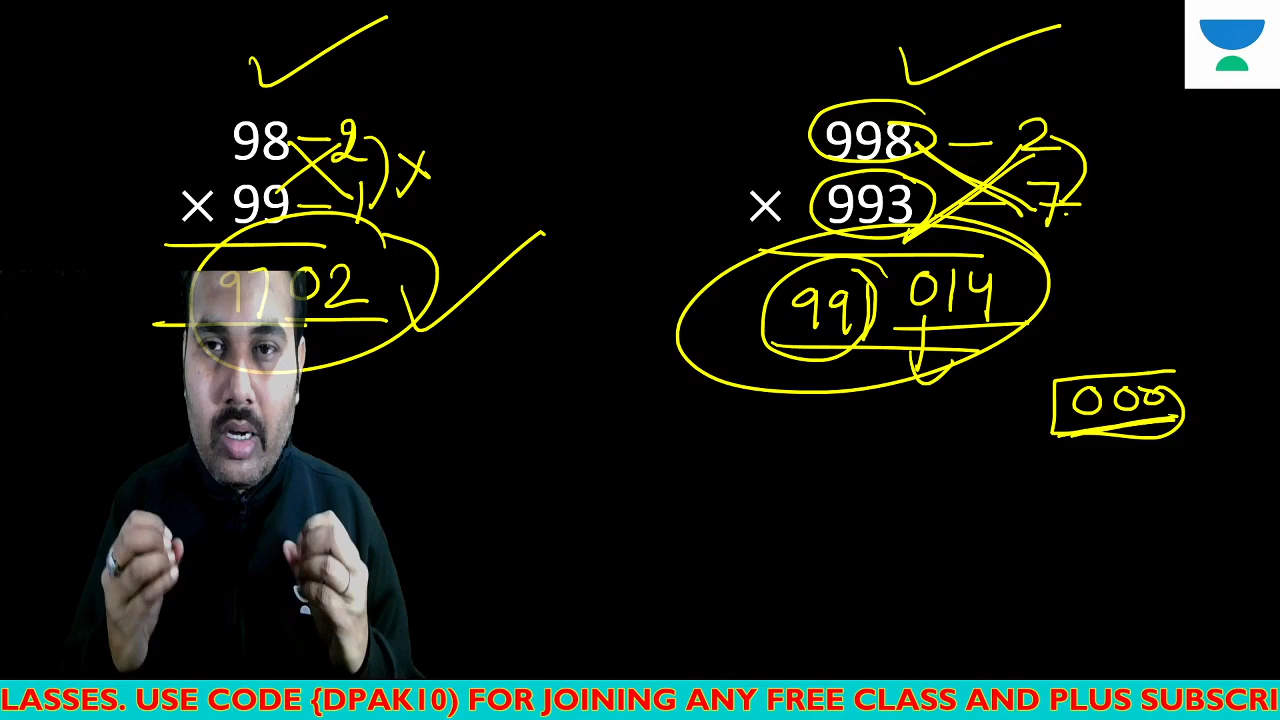 98 - 2
× 99 - 1 ×
9702
998 - 2
× 993 - 7
991 014
000
LASSES. USE CODE {DPAK10) FOR JOINING ANY FREE CLASS AND PLUS SUBSCRI